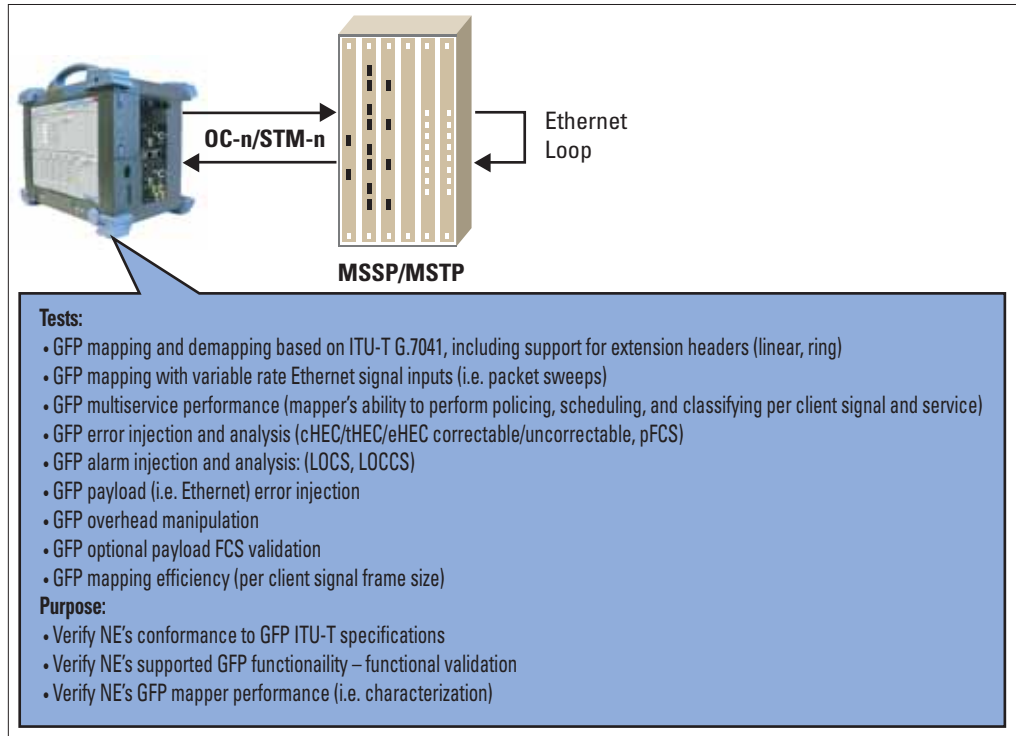 OC-n/STM-n
Ethernet
Loop
MSSP/MSTP
Tests:
• GFP mapping and demapping based on ITU-T G.7041, including support for extension headers (linear, ring)
• GFP mapping with variable rate Ethernet signal inputs (i.e. packet sweeps)
• GFP multiservice performance (mapper's ability to perform policing, scheduling, and classifying per client signal and service)
• GFP error injection and analysis (cHEC/tHEC/eHEC correctable/uncorrectable, pFCS)
• GFP alarm injection and analysis: (LOCS, LOCCS)
• GFP payload (i.e. Ethernet) error injection
• GFP overhead manipulation
• GFP optional payload FCS validation
• GFP mapping efficiency (per client signal frame size)
Purpose:
• Verify NE's conformance to GFP ITU-T specifications
• Verify NE's supported GFP functionaility – functional validation
• Verify NE's GFP mapper performance (i.e. characterization)